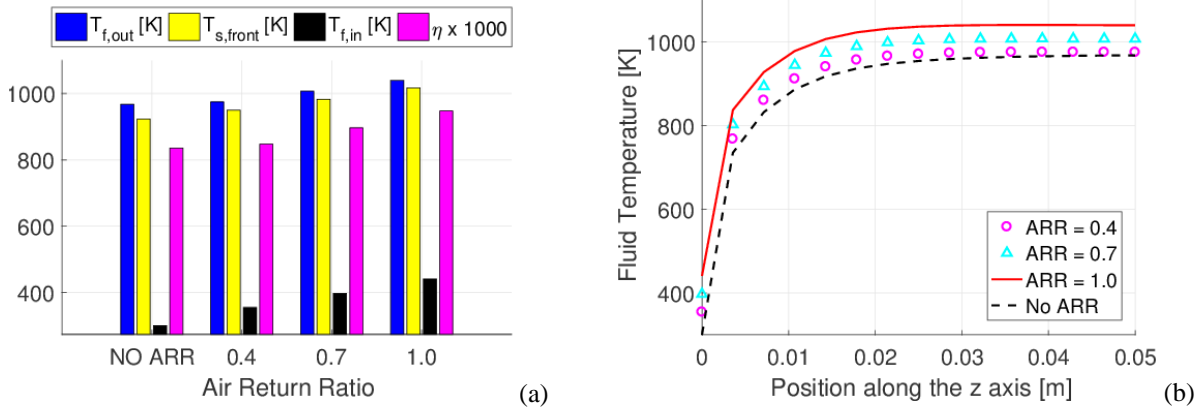 T_f,out [K] T_s,front [K] T_f,in [K] η x 1000
1000
800
600
400
NO ARR 0.4 0.7 1.0
Air Return Ratio
(a)
Fluid Temperature [K]
1000
800
600
400
ARR = 0.4
ARR = 0.7
ARR = 1.0
No ARR
0 0.01 0.02 0.03 0.04 0.05
Position along the z axis [m]
(b)